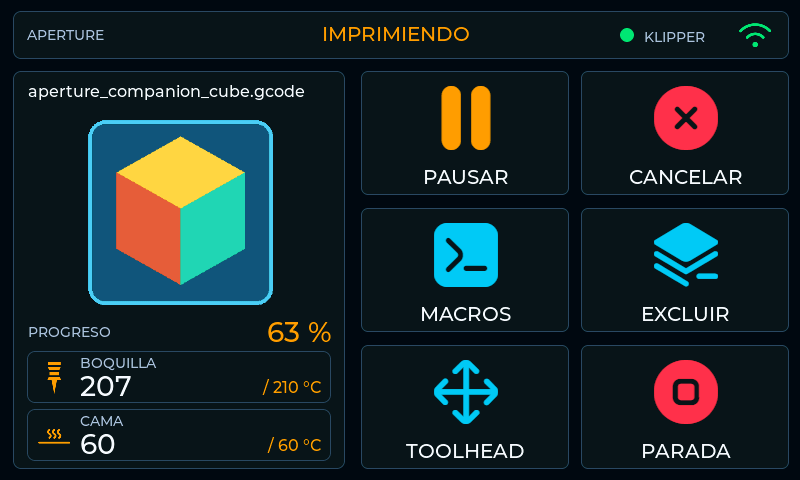 APERTURE
IMPRIMIENDO
KLIPPER
aperture_companion_cube.gcode
PROGRESO
63 %
BOQUILLA
207
/ 210 °C
CAMA
60
/ 60 °C
PAUSAR
CANCELAR
MACROS
EXCLUIR
TOOLHEAD
PARADA